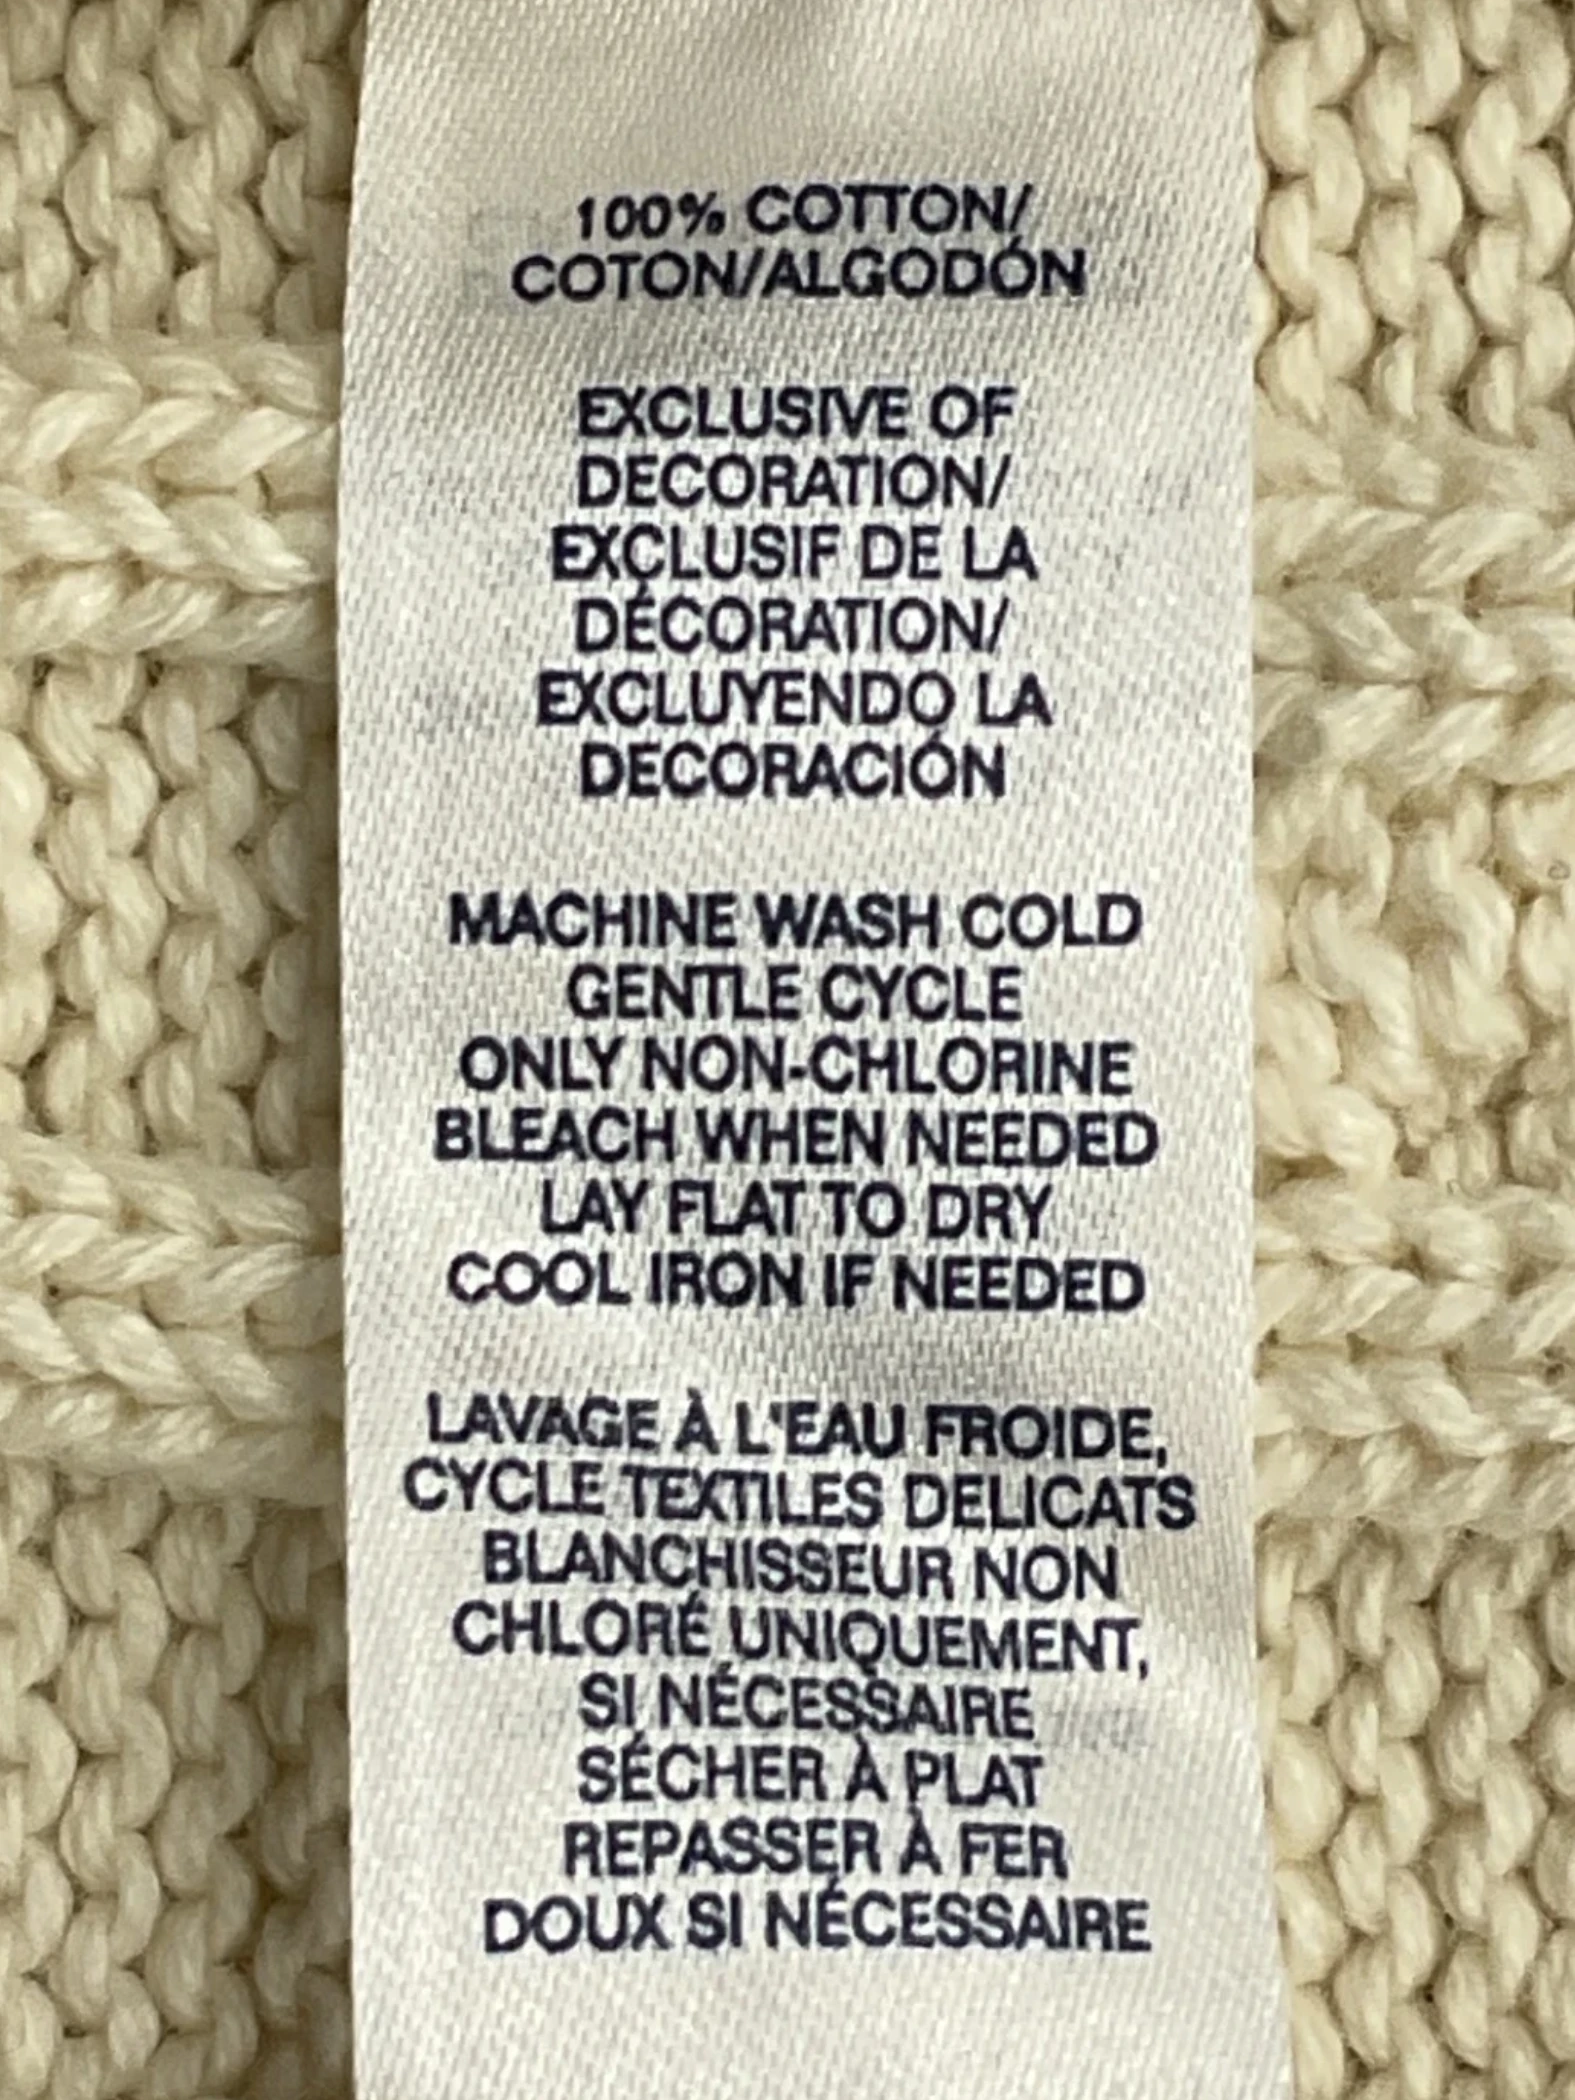 100% COTTON/
COTON/ALGODÓN
EXCLUSIVE OF
DECORATION/
EXCLUSIF DE LA
DÉCORATION/
EXCLUYENDO LA
DECORACIÓN
MACHINE WASH COLD
GENTLE CYCLE
ONLY NON-CHLORINE
BLEACH WHEN NEEDED
LAY FLAT TO DRY
COOL IRON IF NEEDED
LAVAGE À L'EAU FROIDE,
CYCLE TEXTILES DELICATS
BLANCHISSEUR NON
CHLORÉ UNIQUEMENT,
SI NÉCESSAIRE
SÉCHER À PLAT
REPASSER À FER
DOUX SI NÉCESSAIRE